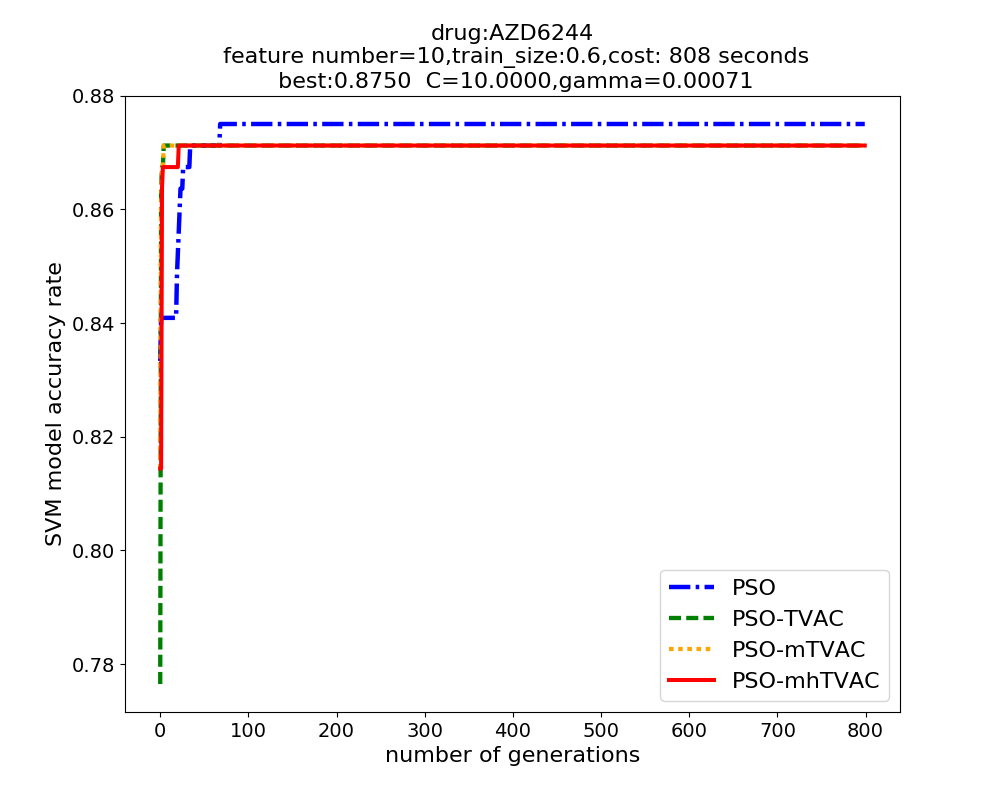 drug:AZD6244
feature number=10,train_size:0.6,cost: 808 seconds
best:0.8750  C=10.0000,gamma=0.00071
0.88
0.86
0.84
0.82
0.80
0.78
SVM model accuracy rate
PSO
PSO-TVAC
PSO-mTVAC
PSO-mhTVAC
0 100 200 300 400 500 600 700 800
number of generations